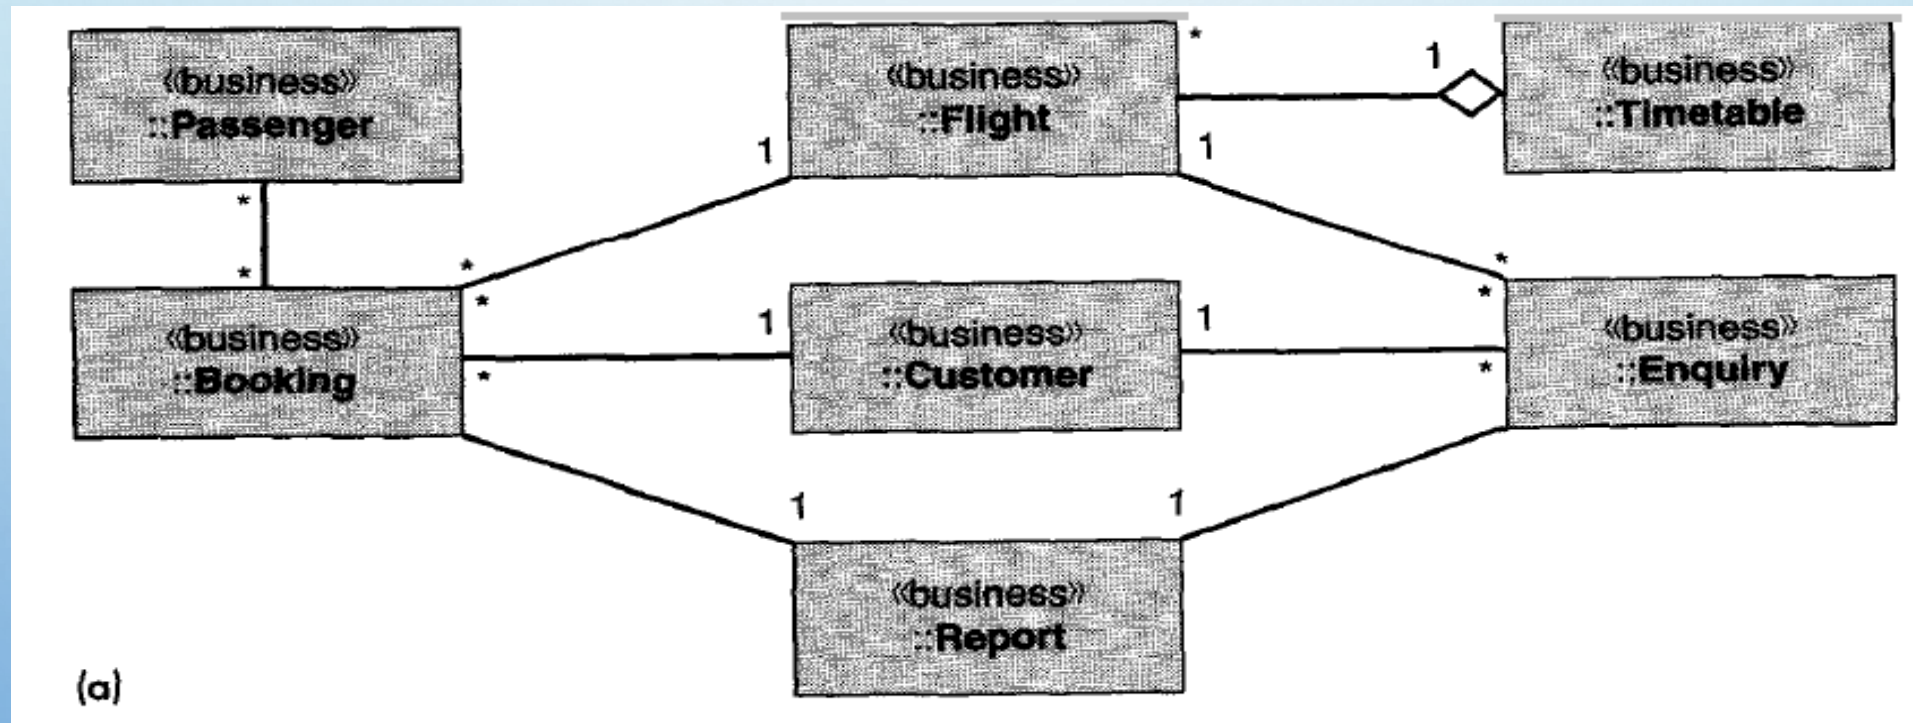 «business»
::Passenger
*
*
«business»
::Flight
*
1
«business»
::Timetable
1
1
*
*
*
*
«business»
::Booking
*
1
«business»
::Customer
1
*
«business»
::Enquiry
1
1
«business»
::Report
(a)